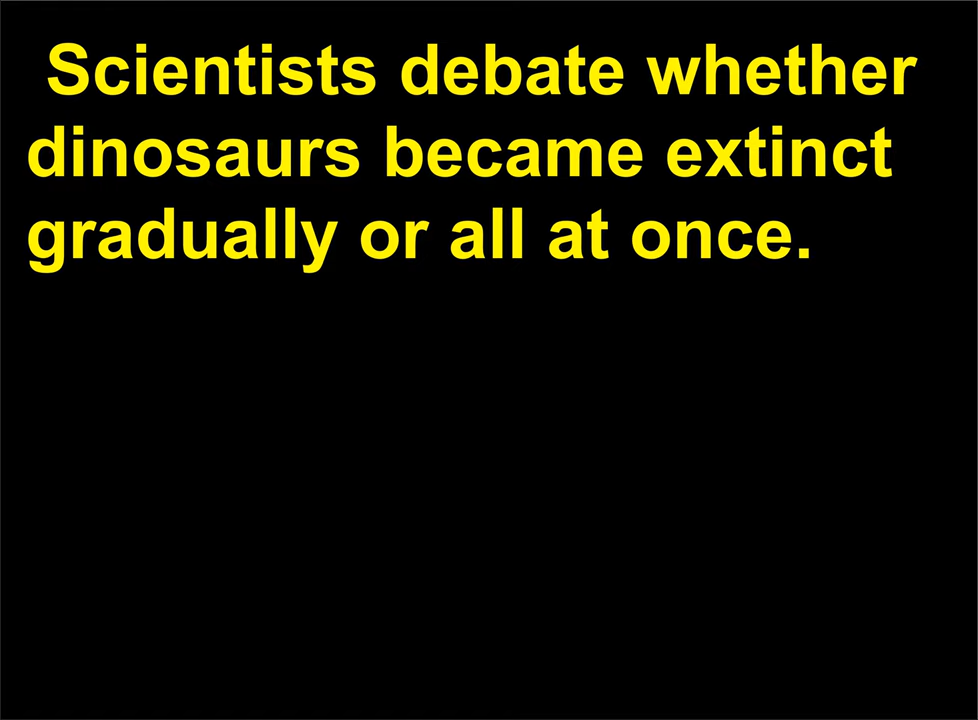 Scientists debate whether
dinosaurs became extinct
gradually or all at once.